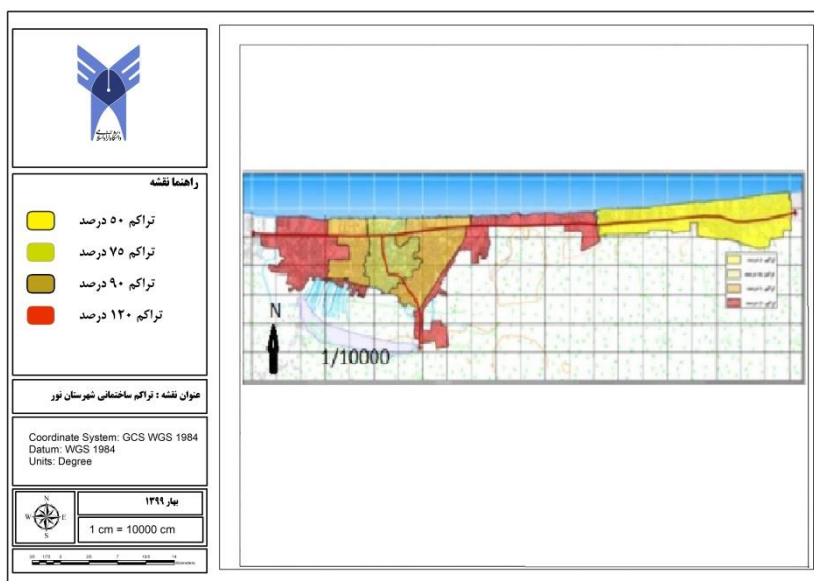 راهنما نقشه
تراکم ۵۰ درصد
تراکم ۷۵ درصد
تراکم ۹۰ درصد
تراکم ۱۲۰ درصد
عنوان نقشه : تراکم ساختمانی شهرستان نور
Coordinate System: GCS WGS 1984
Datum: WGS 1984
Units: Degree
N
W
E
S
بهار ۱۳۹۹
1 cm = 10000 cm
N
1/10000